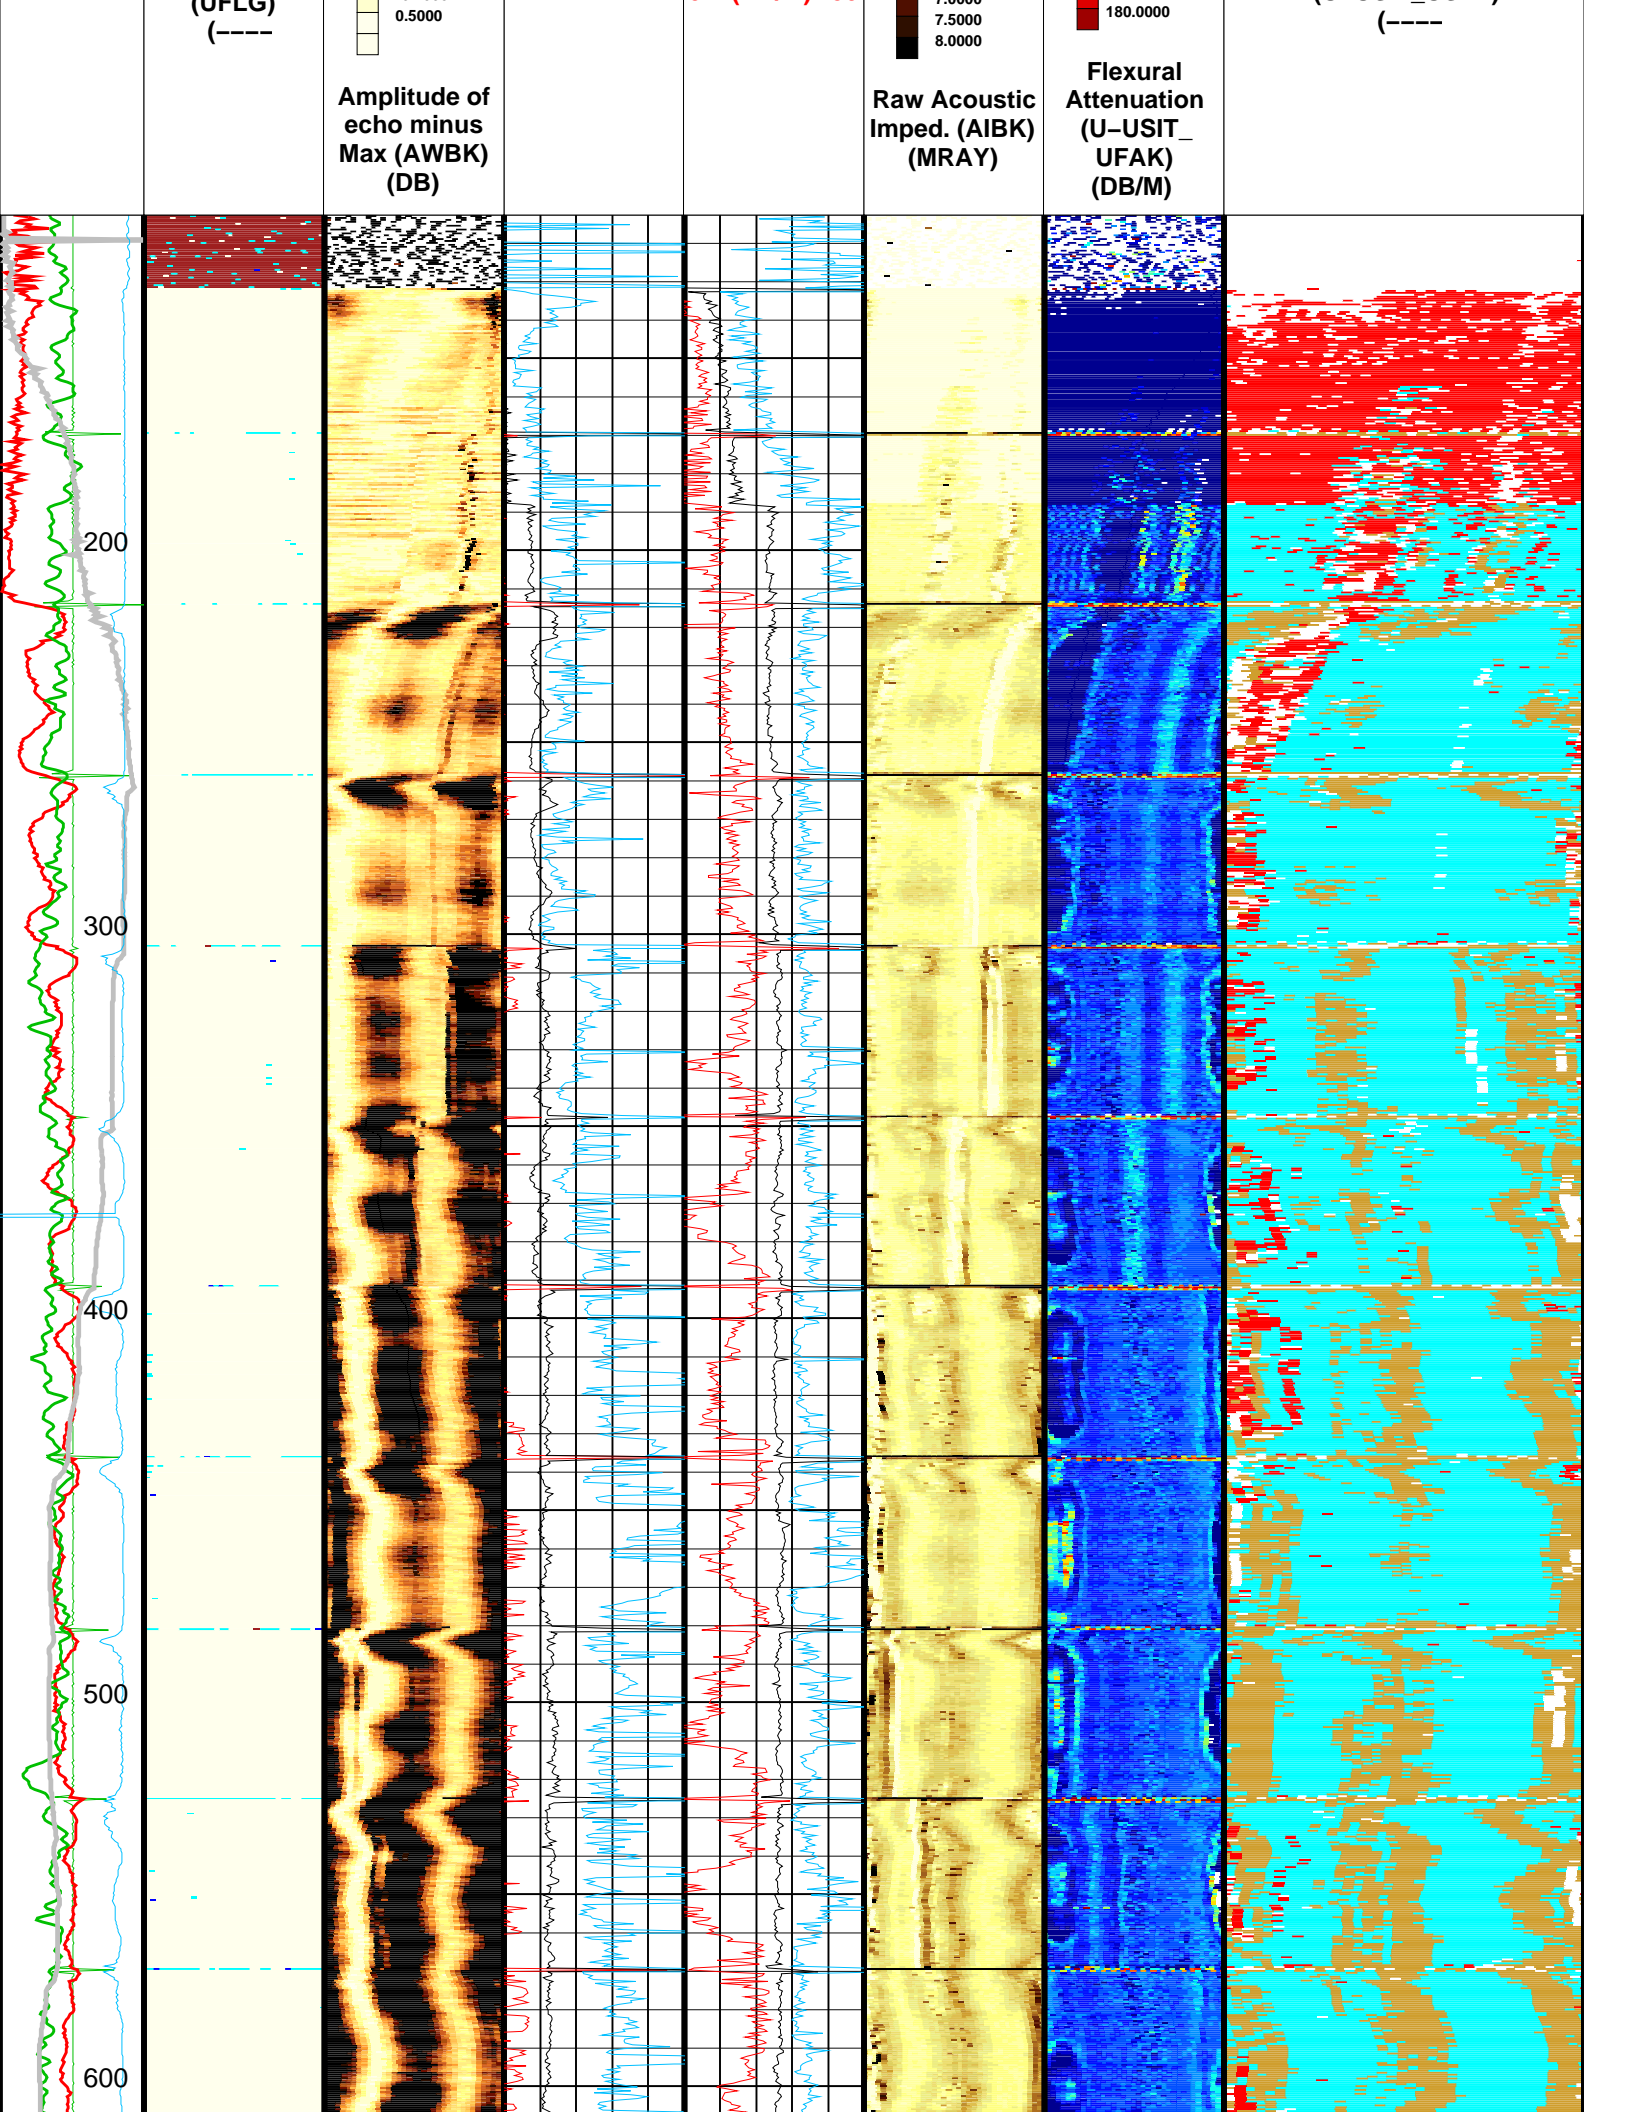 (UFLG)
(----
0.5000
Amplitude of
echo minus
Max (AWBK)
(DB)
7.5000
8.0000
Raw Acoustic
Imped. (AIBK)
(MRAY)
180.0000
Flexural
Attenuation
(U-USIT_
UFAK)
(DB/M)
(----
200
300
400
500
600